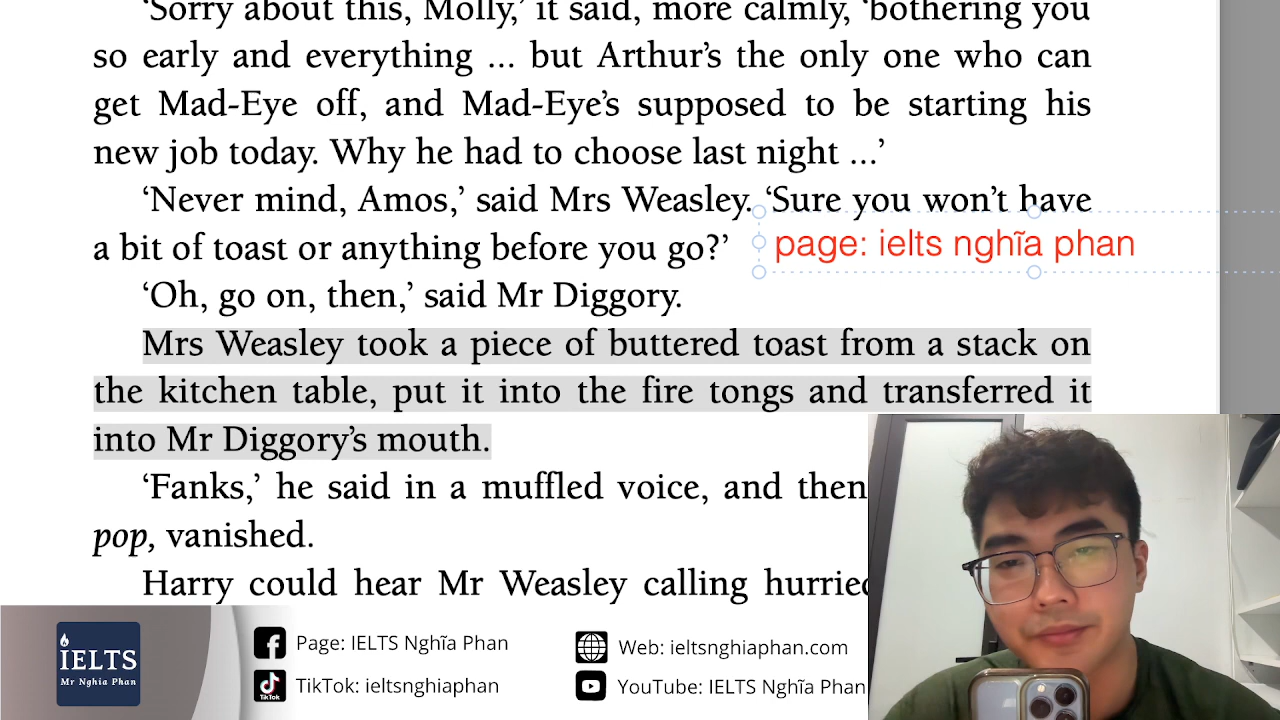 ‘Sorry about this, Molly,’ it said, more calmly, ‘bothering you
so early and everything ... but Arthur’s the only one who can
get Mad-Eye off, and Mad-Eye’s supposed to be starting his
new job today. Why he had to choose last night ...’
‘Never mind, Amos,’ said Mrs Weasley. ‘Sure you won’t have
a bit of toast or anything before you go?’
page: ielts nghĩa phan
‘Oh, go on, then,’ said Mr Diggory.
Mrs Weasley took a piece of buttered toast from a stack on
the kitchen table, put it into the fire tongs and transferred it
into Mr Diggory’s mouth.
‘Fanks,’ he said in a muffled voice, and then
pop, vanished.
Harry could hear Mr Weasley calling
IELTS
Mr Nghia Phan
Page: IELTS Nghĩa Phan
TikTok
TikTok: ieltsnghiaphan
Web: ieltsnghiaphan.com
YouTube: IELTS Nghĩa Phan